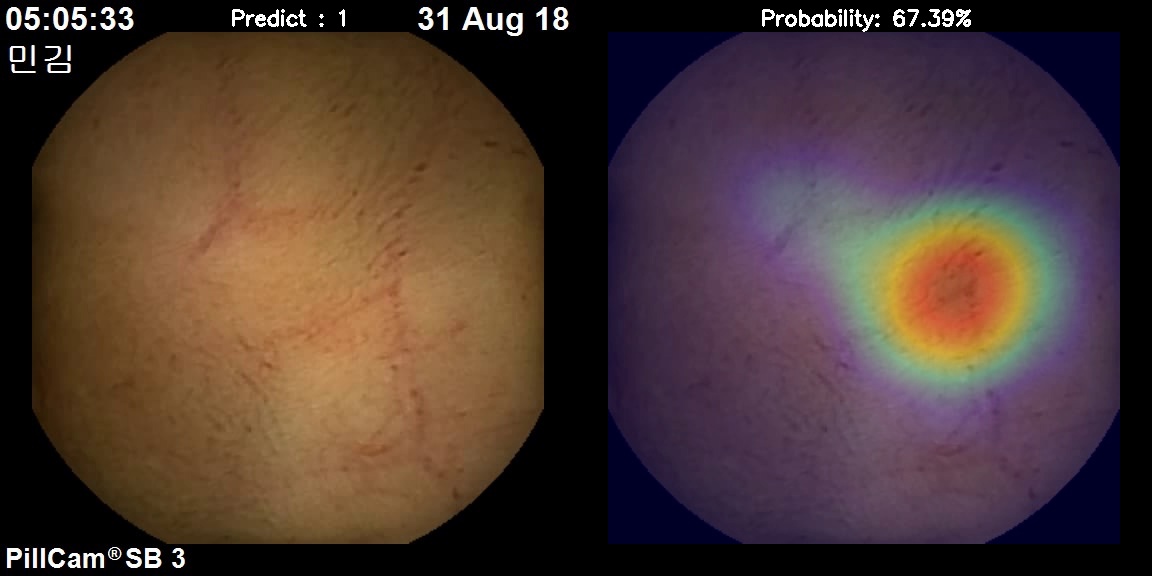 05:05:33 Predict : 1 31 Aug 18 Probability: 67.39%
민김
PillCam® SB 3